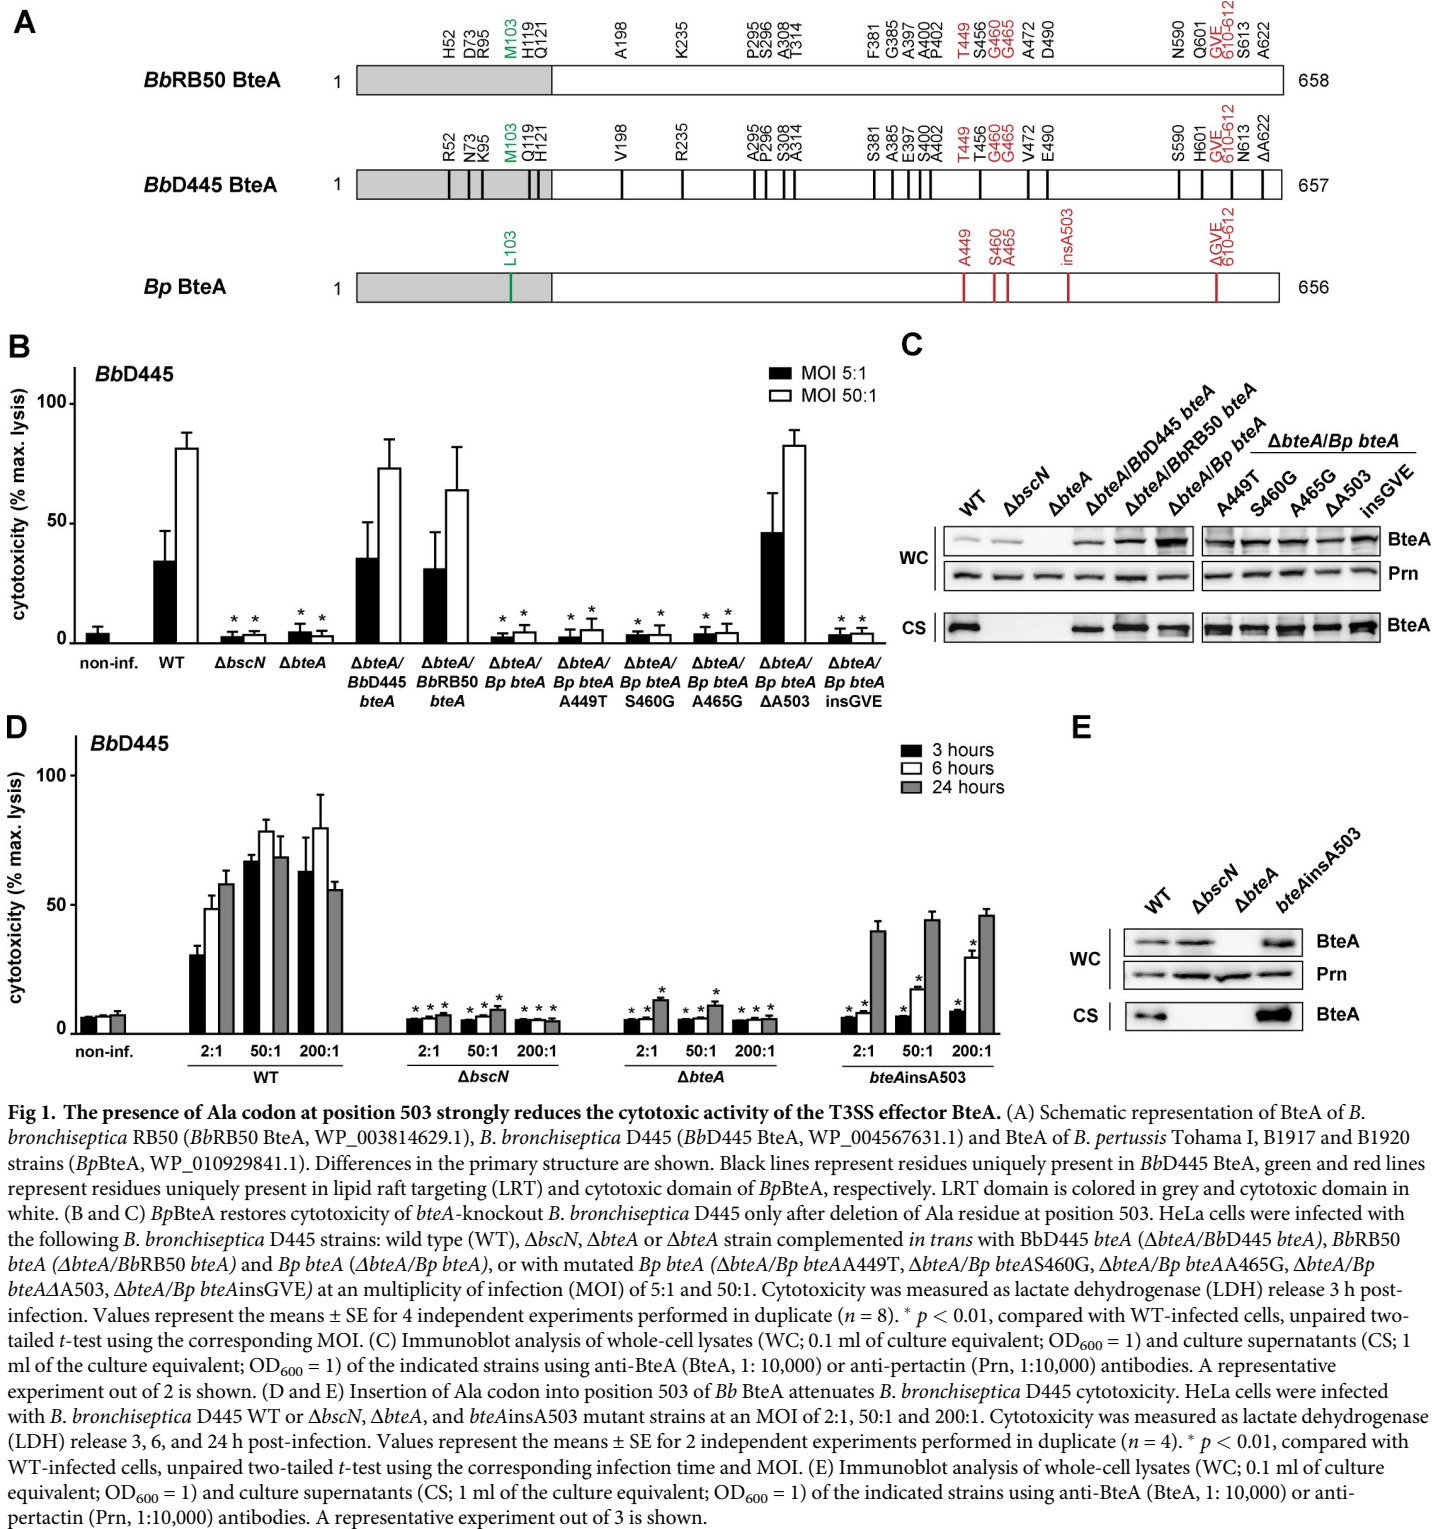 A
H52 D73 R95 M103 H119 Q121 A198 K235 P295 S296 A308 T314 F381 G385 A397 A400 P402 T449 S456 G460 G465 A472 D490 N590 Q601 GVE 610-612 S613 A622
BbRB50 BteA 1 658
R52 N73 K95 M103 Q119 H121 V198 R235 A295 P296 S308 A314 S381 A385 E397 S400 A402 T449 T456 G460 G465 V472 E490 S590 H601 GVE 610-612 N613 ΔA622
BbD445 BteA 1 657
L103 A449 S460 A465 insA503 ΔGVE 610-612
Bp BteA 1 656
B
BbD445
MOI 5:1
MOI 50:1
cytotoxicity (% max. lysis)
100
50
0
* * * * * * * * * * * * * *
non-inf. WT ΔbscN ΔbteA ΔbteA/ ΔbteA/ ΔbteA/ ΔbteA/ ΔbteA/ ΔbteA/ ΔbteA/ ΔbteA/
BbD445 BbRB50 Bp bteA Bp bteA Bp bteA Bp bteA Bp bteA Bp bteA
bteA bteA A449T S460G A465G ΔA503 insGVE
C
WT ΔbscN ΔbteA ΔbteA/BbD445 bteA ΔbteA/BbRB50 bteA ΔbteA/Bp bteA
ΔbteA/Bp bteA
A449T S460G A465G ΔA503 insGVE
WC BteA
Prn
CS BteA
D
BbD445
3 hours
6 hours
24 hours
cytotoxicity (% max. lysis)
100
50
0
* * * * * * * * * * * * * * * * * * * * * * * *
non-inf. 2:1 50:1 200:1 2:1 50:1 200:1 2:1 50:1 200:1 2:1 50:1 200:1
WT ΔbscN ΔbteA bteAinsA503
E
WT ΔbscN ΔbteA bteAinsA503
WC BteA
Prn
CS BteA
Fig 1. The presence of Ala codon at position 503 strongly reduces the cytotoxic activity of the T3SS effector BteA. (A) Schematic representation of BteA of B.
bronchiseptica RB50 (BbRB50 BteA, WP_003814629.1), B. bronchiseptica D445 (BbD445 BteA, WP_004567631.1) and BteA of B. pertussis Tohama I, B1917 and B1920
strains (BpBteA, WP_010929841.1). Differences in the primary structure are shown. Black lines represent residues uniquely present in BbD445 BteA, green and red lines
represent residues uniquely present in lipid raft targeting (LRT) and cytotoxic domain of BpBteA, respectively. LRT domain is colored in grey and cytotoxic domain in
white. (B and C) BpBteA restores cytotoxicity of bteA-knockout B. bronchiseptica D445 only after deletion of Ala residue at position 503. HeLa cells were infected with
the following B. bronchiseptica D445 strains: wild type (WT), ΔbscN, ΔbteA or ΔbteA strain complemented in trans with BbD445 bteA (ΔbteA/BbD445 bteA), BbRB50
bteA (ΔbteA/BbRB50 bteA) and Bp bteA (ΔbteA/Bp bteA), or with mutated Bp bteA (ΔbteA/Bp bteAA449T, ΔbteA/Bp bteAS460G, ΔbteA/Bp bteAA465G, ΔbteA/Bp
bteAΔA503, ΔbteA/Bp bteAinsGVE) at an multiplicity of infection (MOI) of 5:1 and 50:1. Cytotoxicity was measured as lactate dehydrogenase (LDH) release 3 h post-
infection. Values represent the means ± SE for 4 independent experiments performed in duplicate (n = 8). * p < 0.01, compared with WT-infected cells, unpaired two-
tailed t-test using the corresponding MOI. (C) Immunoblot analysis of whole-cell lysates (WC; 0.1 ml of culture equivalent; OD600 = 1) and culture supernatants (CS; 1
ml of the culture equivalent; OD600 = 1) of the indicated strains using anti-BteA (BteA, 1: 10,000) or anti-pertactin (Prn, 1:10,000) antibodies. A representative
experiment out of 2 is shown. (D and E) Insertion of Ala codon into position 503 of Bb BteA attenuates B. bronchiseptica D445 cytotoxicity. HeLa cells were infected
with B. bronchiseptica D445 WT or ΔbscN, ΔbteA, and bteAinsA503 mutant strains at an MOI of 2:1, 50:1 and 200:1. Cytotoxicity was measured as lactate dehydrogenase
(LDH) release 3, 6, and 24 h post-infection. Values represent the means ± SE for 2 independent experiments performed in duplicate (n = 4). * p < 0.01, compared with
WT-infected cells, unpaired two-tailed t-test using the corresponding infection time and MOI. (E) Immunoblot analysis of whole-cell lysates (WC; 0.1 ml of culture
equivalent; OD600 = 1) and culture supernatants (CS; 1 ml of the culture equivalent; OD600 = 1) of the indicated strains using anti-BteA (BteA, 1: 10,000) or anti-
pertactin (Prn, 1:10,000) antibodies. A representative experiment out of 3 is shown.